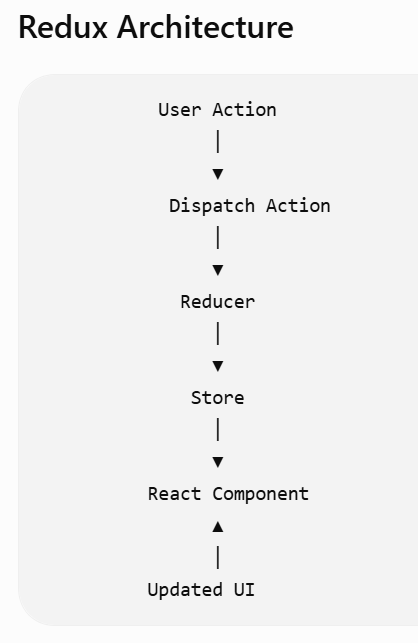 Redux Architecture
User Action
│
▼
Dispatch Action
│
▼
Reducer
│
▼
Store
│
▼
React Component
▲
│
Updated UI